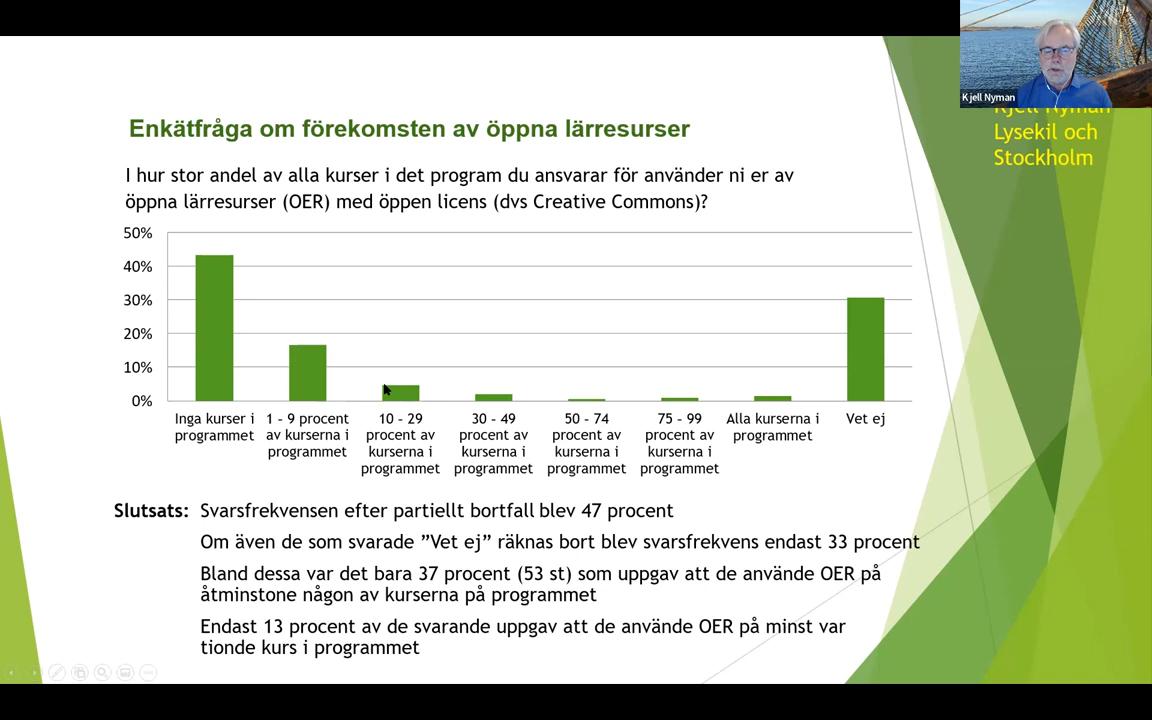 Kjell Nyman
Kjell Nyman
Lysekil och
Stockholm
Enkätfråga om förekomsten av öppna lärresurser
I hur stor andel av alla kurser i det program du ansvarar för använder ni er av
öppna lärresurser (OER) med öppen licens (dvs Creative Commons)?
50%
40%
30%
20%
10%
0%
Inga kurser i
programmet
1 - 9 procent
av kurserna i
programmet
10 - 29
procent av
kurserna i
programmet
30 - 49
procent av
kurserna i
programmet
50 - 74
procent av
kurserna i
programmet
75 - 99
procent av
kurserna i
programmet
Alla kurserna i
programmet
Vet ej
Slutsats: Svarsfrekvensen efter partiellt bortfall blev 47 procent
Om även de som svarade ”Vet ej” räknas bort blev svarsfrekvens endast 33 procent
Bland dessa var det bara 37 procent (53 st) som uppgav att de använde OER på
åtminstone någon av kurserna på programmet
Endast 13 procent av de svarande uppgav att de använde OER på minst var
tionde kurs i programmet